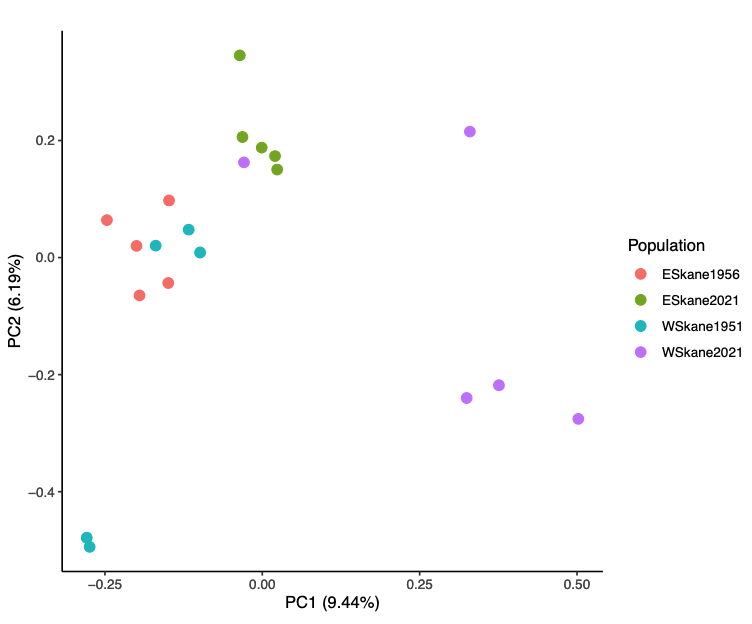 0.2
0.0
−0.2
−0.4
PC2 (6.19%)
−0.25
0.00
0.25
0.50
PC1 (9.44%)
Population
ESkane1956
ESkane2021
WSkane1951
WSkane2021